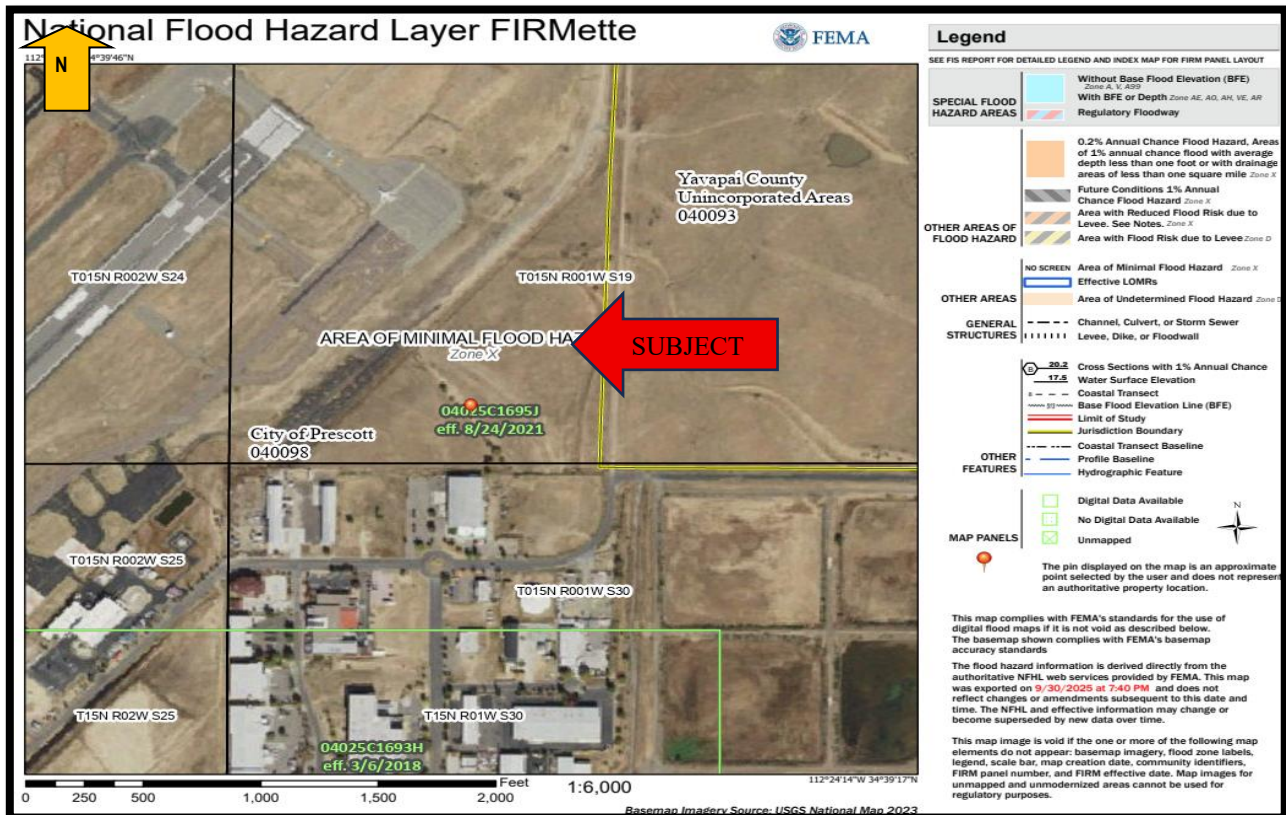 National Flood Hazard Layer FIRMette
FEMA
N
4°39'46"N
T015N R002W S24
Yavapai County
Unincorporated Areas
040093
T015N R001W S19
AREA OF MINIMAL FLOOD HA
Zone X
SUBJECT
04025C1695J
eff. 8/24/2021
City of Prescott
040098
T015N R002W S25
T015N R001W S30
T15N R02W S25
T15N R01W S30
04025C1693H
eff. 3/6/2018
Feet
0 250 500 1,000 1,500 2,000
1:6,000
112°24'14"W 34°39'17"N
Basemap Imagery Source: USGS National Map 2023
Legend
SEE FIS REPORT FOR DETAILED LEGEND AND INDEX MAP FOR FIRM PANEL LAYOUT
SPECIAL FLOOD
HAZARD AREAS
Without Base Flood Elevation (BFE)
Zone A, V, A99
With BFE or Depth Zone AE, AO, AH, VE, AR
Regulatory Floodway
OTHER AREAS OF
FLOOD HAZARD
0.2% Annual Chance Flood Hazard, Areas
of 1% annual chance flood with average
depth less than one foot or with drainage
areas of less than one square mile Zone X
Future Conditions 1% Annual
Chance Flood Hazard Zone X
Area with Reduced Flood Risk due to
Levee. See Notes. Zone X
Area with Flood Risk due to Levee Zone D
OTHER AREAS
NO SCREEN Area of Minimal Flood Hazard Zone X
Effective LOMRs
Area of Undetermined Flood Hazard Zone D
GENERAL
STRUCTURES
Channel, Culvert, or Storm Sewer
Levee, Dike, or Floodwall
OTHER
FEATURES
B 20.2 Cross Sections with 1% Annual Chance
17.5 Water Surface Elevation
8 Coastal Transect
513 Base Flood Elevation Line (BFE)
Limit of Study
Jurisdiction Boundary
Coastal Transect Baseline
Profile Baseline
Hydrographic Feature
MAP PANELS
Digital Data Available
No Digital Data Available
Unmapped
N
The pin displayed on the map is an approximate
point selected by the user and does not represent
an authoritative property location.
This map complies with FEMA's standards for the use of
digital flood maps if it is not void as described below.
The basemap shown complies with FEMA's basemap
accuracy standards
The flood hazard information is derived directly from the
authoritative NFHL web services provided by FEMA. This map
was exported on 9/30/2025 at 7:40 PM and does not
reflect changes or amendments subsequent to this date and
time. The NFHL and effective information may change or
become superseded by new data over time.
This map image is void if the one or more of the following map
elements do not appear: basemap imagery, flood zone labels,
legend, scale bar, map creation date, community identifiers,
FIRM panel number, and FIRM effective date. Map images for
unmapped and unmodernized areas cannot be used for
regulatory purposes.